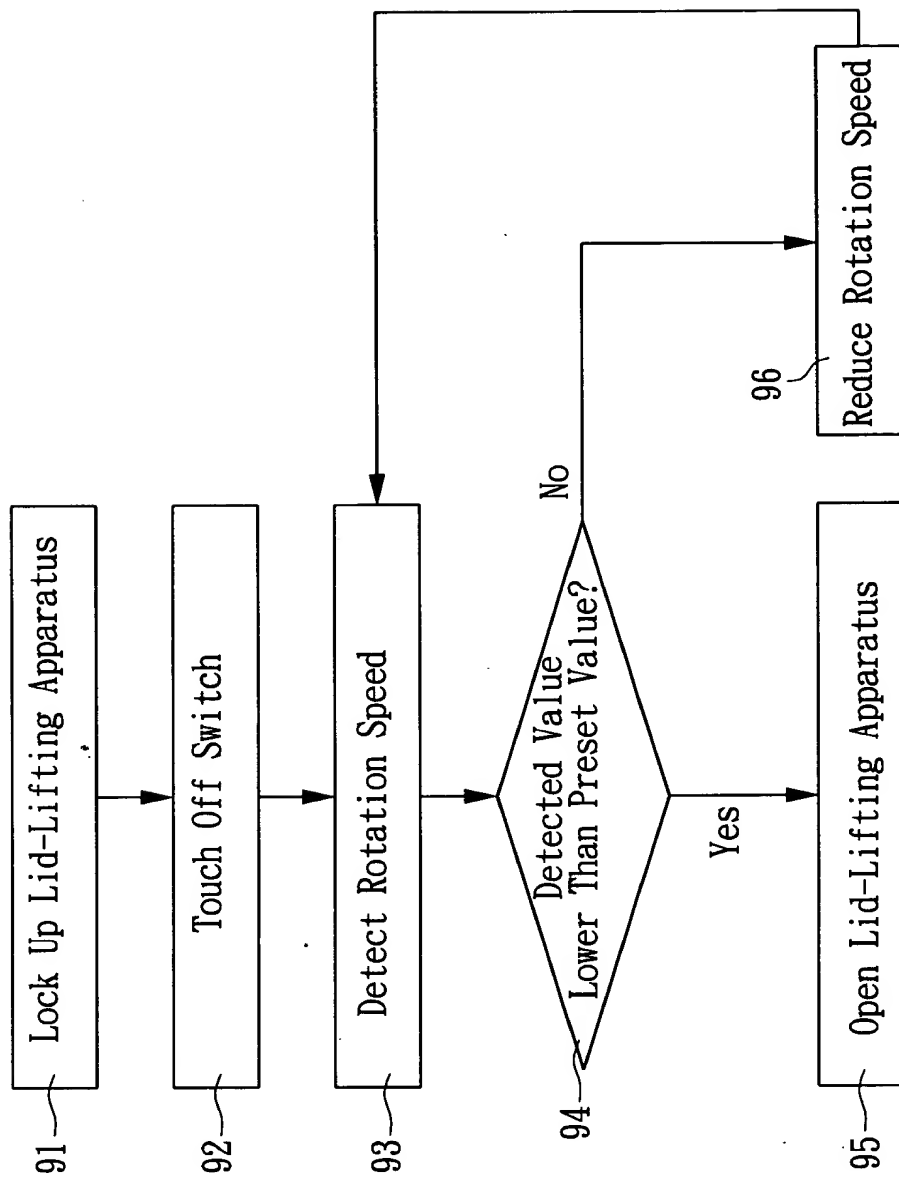 91
Lock Up Lid-Lifting Apparatus
92
Touch Off Switch
93
Detect Rotation Speed
94
Detected Value
Lower Than Preset Value?
No
Yes
96
Reduce Rotation Speed
95
Open Lid-Lifting Apparatus